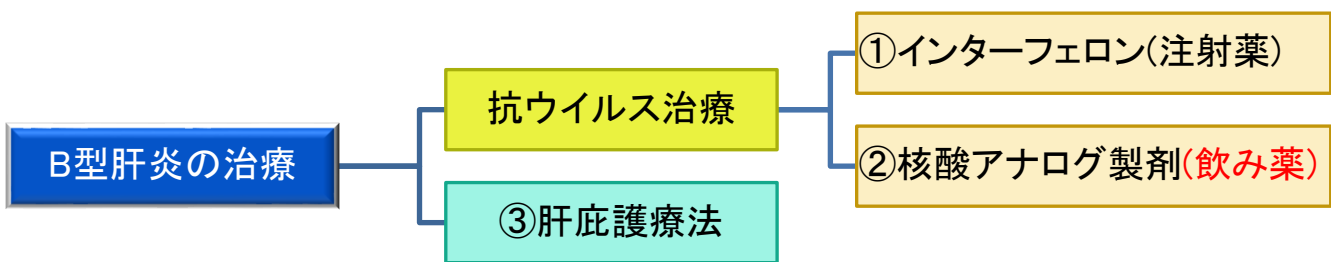 B型肝炎の治療
抗ウイルス治療
①インターフェロン(注射薬)
②核酸アナログ製剤(飲み薬)
③肝庇護療法